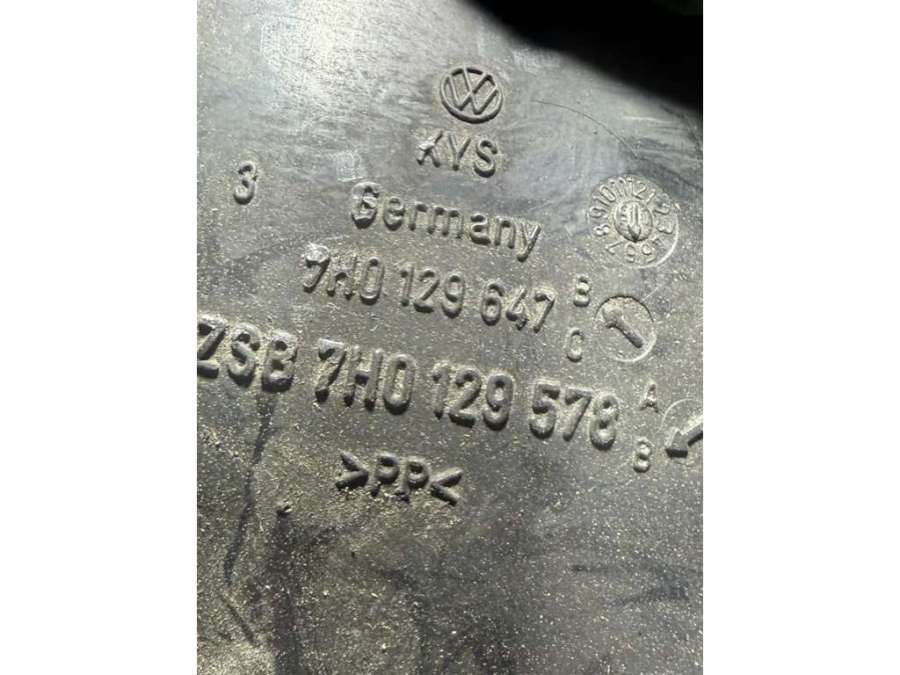 KYS
3
Germany
7H0 129 647 B
C
ZSB 7H0 129 578 A
B
>PP<